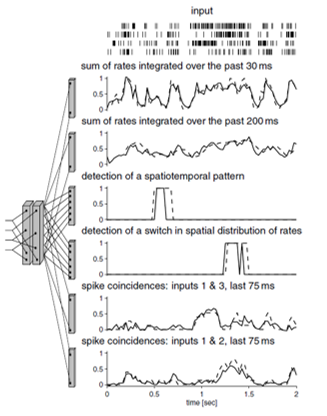 input
sum of rates integrated over the past 30 ms
1
0.5
0
sum of rates integrated over the past 200 ms
1
0.5
0
detection of a spatiotemporal pattern
1
0.5
0
detection of a switch in spatial distribution of rates
1
0.5
0
spike coincidences: inputs 1 & 3, last 75 ms
1
0.5
0
spike coincidences: inputs 1 & 2, last 75 ms
1
0.5
0
0 0.5 1 1.5 2
time [sec]